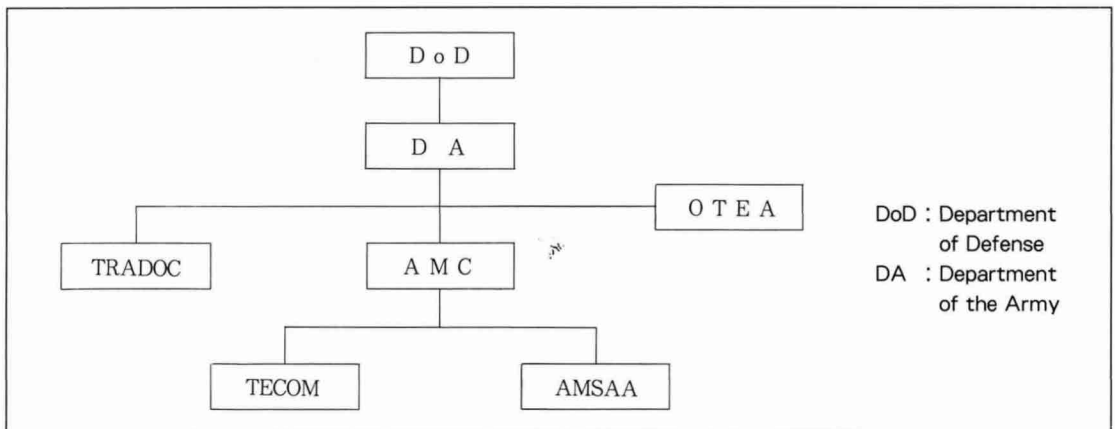 D o D
D A
O T E A
TRADOC
A M C
TECOM
AMSAA
DoD : Department
of Defense
DA : Department
of the Army